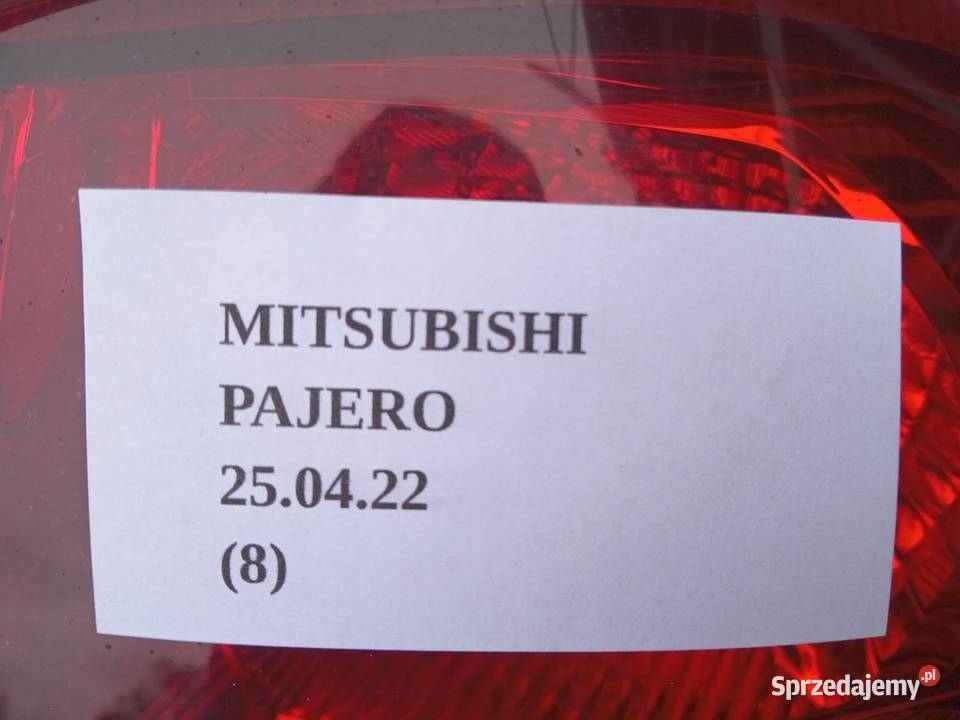 MITSUBISHI
PAJERO
25.04.22
(8)
Sprzedajemy.pl